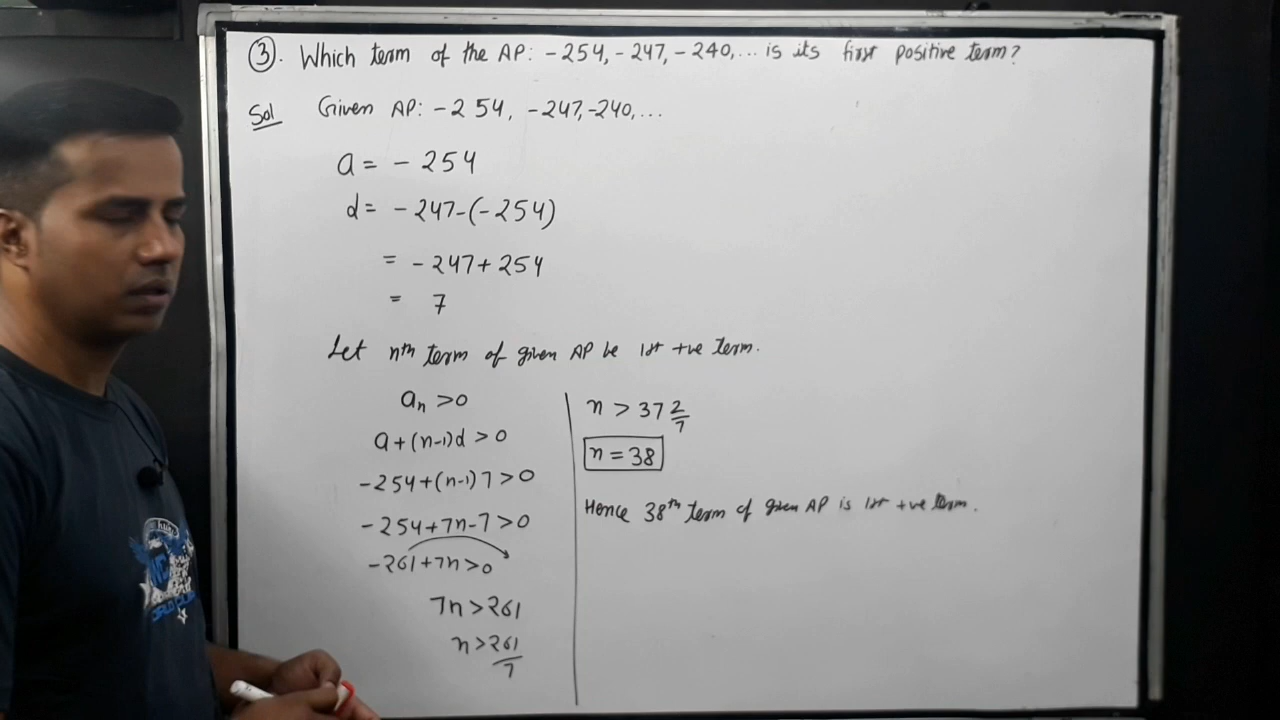 ③. Which term of the AP: -254, -247, -240,... is its first positive term?
Sol Given AP: -254, -247, -240, ...
a = - 254
d = - 247-(-254)
= - 247 + 254
= 7
Let nth term of given AP be 1st +ve term.
an >0
a + (n-1)d > 0
-254+(n-1) 7 > 0
-254+7n-7 >0
-261+7n >0
7n > 261
n > 261/7
n > 37 2/7
n = 38
Hence 38th term of given AP is 1st +ve term.